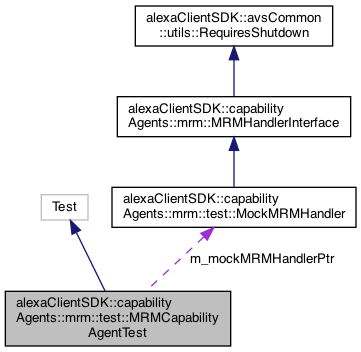 alexaClientSDK::avsCommon
::utils::RequiresShutdown
alexaClientSDK::capability
Agents::mrm::MRMHandlerInterface
Test
alexaClientSDK::capability
Agents::mrm::test::MockMRMHandler
m_mockMRMHandlerPtr
alexaClientSDK::capability
Agents::mrm::test::MRMCapability
AgentTest